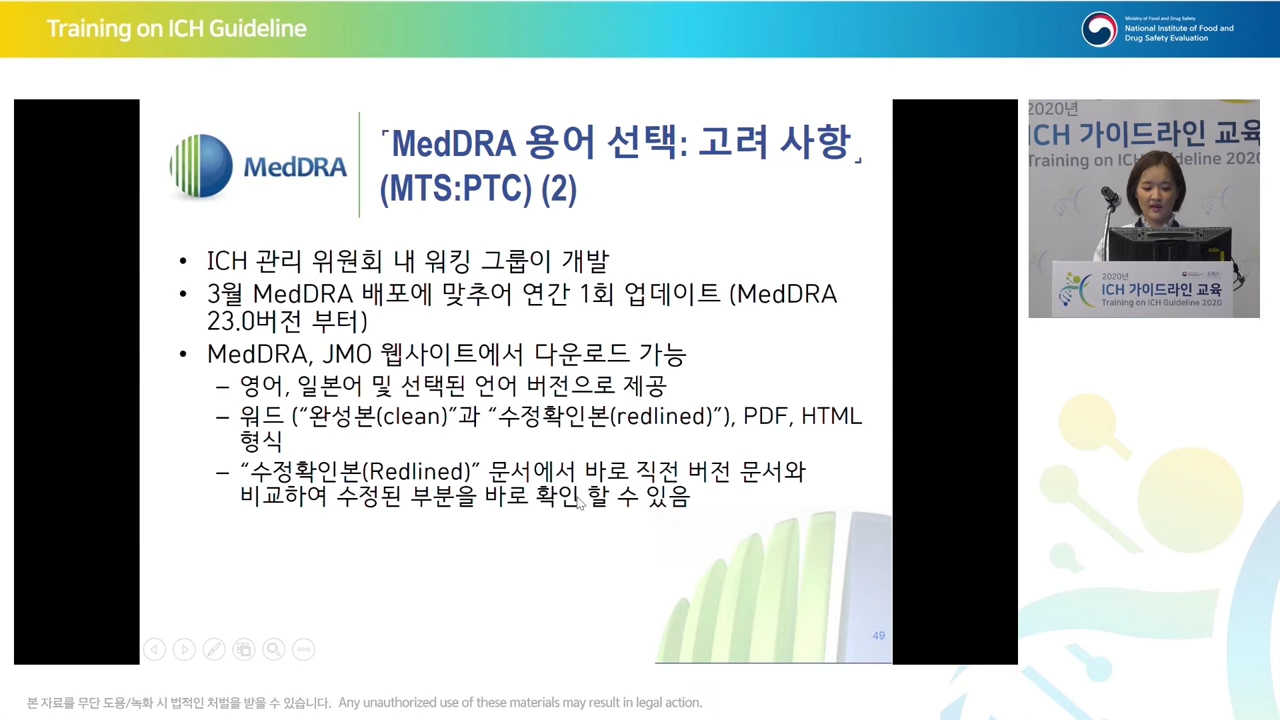 Training on ICH Guideline
Ministry of Food and Drug Safety
National Institute of Food and
Drug Safety Evaluation
MedDRA
「MedDRA 용어 선택: 고려 사항」
(MTS:PTC) (2)
• ICH 관리 위원회 내 워킹 그룹이 개발
• 3월 MedDRA 배포에 맞추어 연간 1회 업데이트 (MedDRA
23.0버전 부터)
• MedDRA, JMO 웹사이트에서 다운로드 가능
– 영어, 일본어 및 선택된 언어 버전으로 제공
– 워드 (“완성본(clean)”과 “수정확인본(redlined)”), PDF, HTML
형식
– “수정확인본(Redlined)” 문서에서 바로 직전 버전 문서와
비교하여 수정된 부분을 바로 확인 할 수 있음
49
2020년
ICH 가이드라인 교육
Training on ICH Guideline 2020
2020년
ICH 가이드라인 교육
Training on ICH Guideline 2020
본 자료를 무단 도용/녹화 시 법적인 처벌을 받을 수 있습니다. Any unauthorized use of these materials may result in legal action.